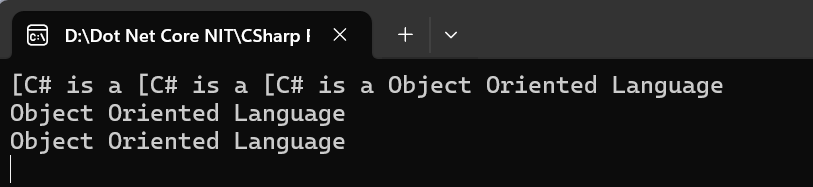 D:\Dot Net Core NIT\CSharp F
[C# is a [C# is a [C# is a Object Oriented Language
Object Oriented Language
Object Oriented Language